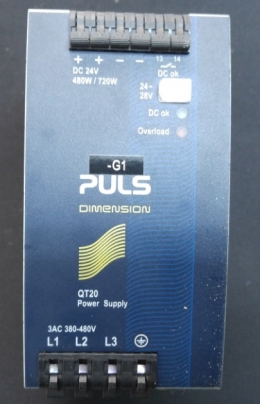 + + − − 13 14
DC 24V
480W / 720W
DC ok
24 -
28V
DC ok
Overload
-G1
PULS
DIMENSION
QT20
Power Supply
3AC 380-480V
L1 L2 L3